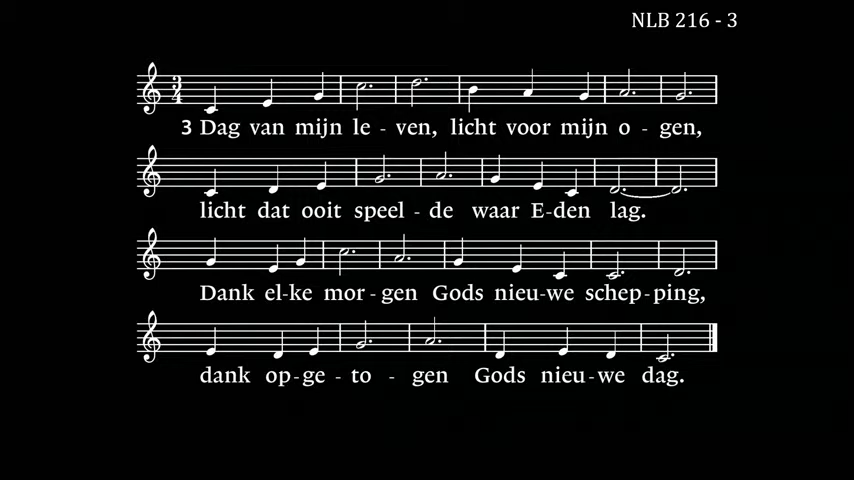 NLB 216 - 3
3 Dag van mijn le - ven, licht voor mijn o - gen,
licht dat ooit speel - de waar E-den lag.
Dank el-ke mor-gen Gods nieu-we schep-ping,
dank op-ge - to - gen Gods nieu-we dag.